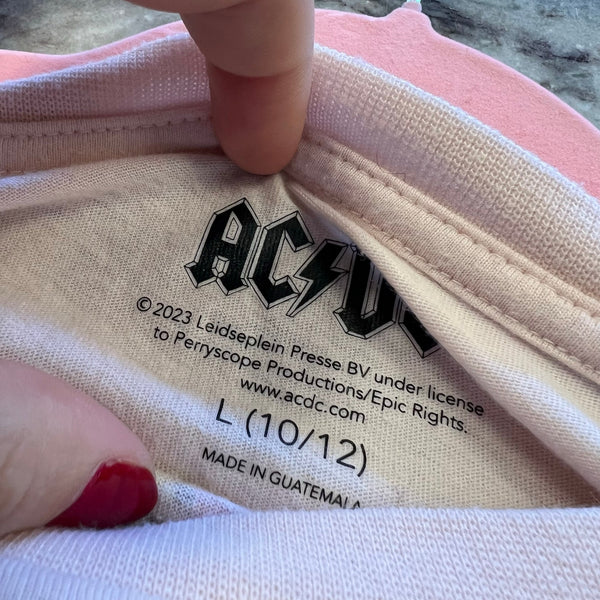 AC/DC
©2023 Leidseplein Presse BV under license
to Perryscope Productions/Epic Rights.
www.acdc.com
L (10/12)
MADE IN GUATEMALA